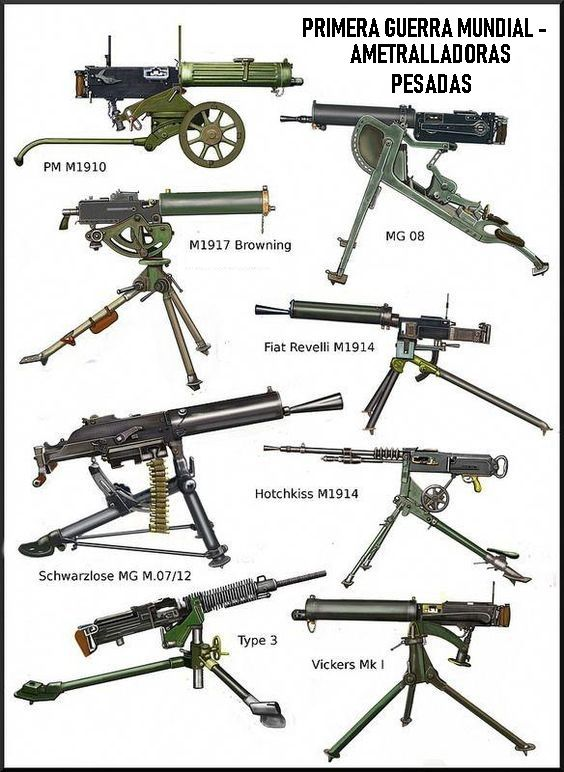 PRIMERA GUERRA MUNDIAL -
AMETRALLADORAS
PESADAS
PM M1910
M1917 Browning
MG 08
Fiat Revelli M1914
Hotchkiss M1914
Schwarzlose MG M.07/12
Type 3
Vickers Mk I